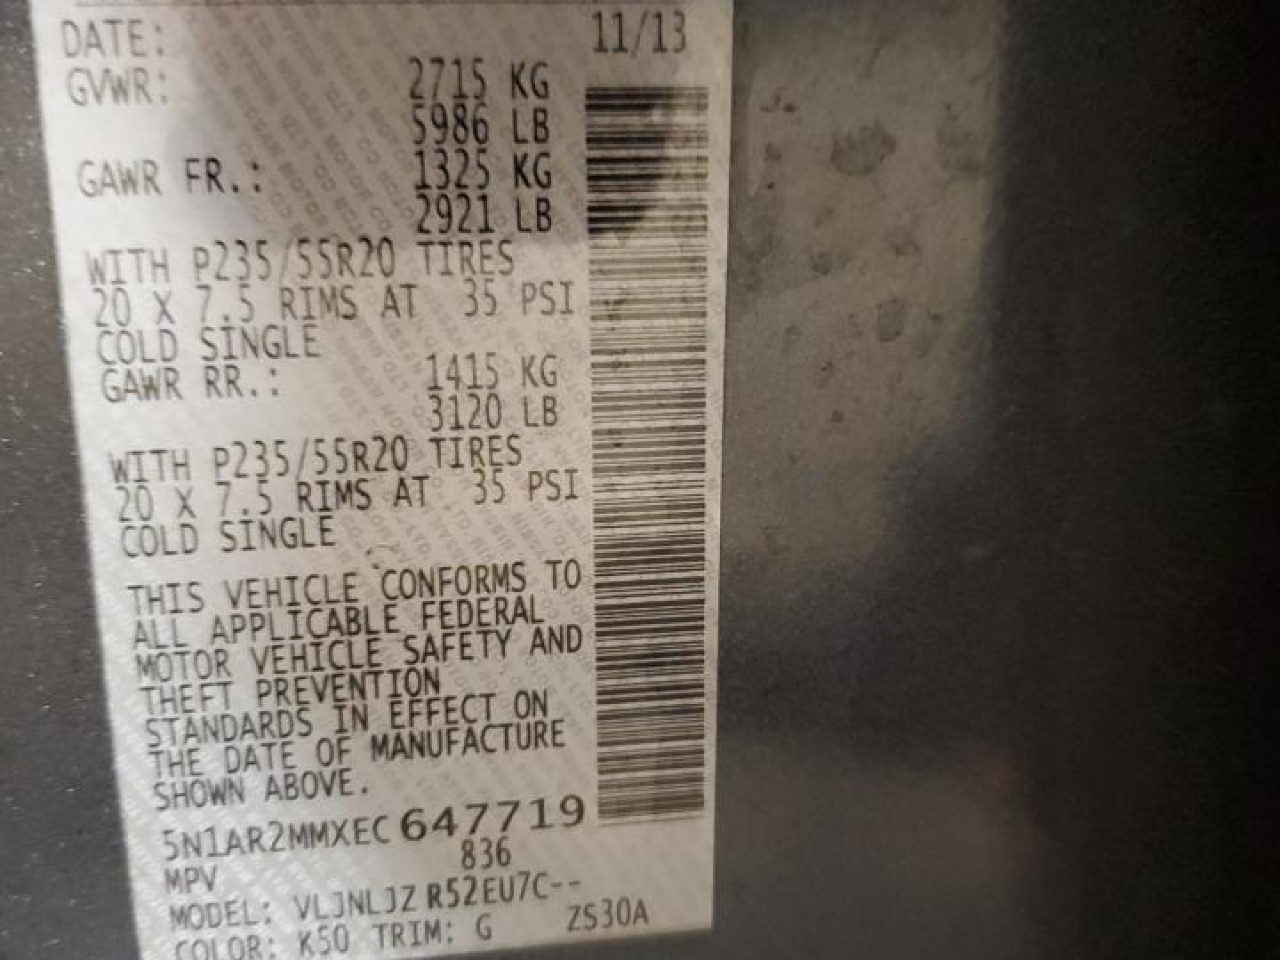 DATE: 11/13
GVWR: 2715 KG
5986 LB
GAWR FR.: 1325 KG
2921 LB
WITH P235/55R20 TIRES
20 X 7.5 RIMS AT 35 PSI
COLD SINGLE
GAWR RR.: 1415 KG
3120 LB
WITH P235/55R20 TIRES
20 X 7.5 RIMS AT 35 PSI
COLD SINGLE
THIS VEHICLE CONFORMS TO
ALL APPLICABLE FEDERAL
MOTOR VEHICLE SAFETY AND
THEFT PREVENTION
STANDARDS IN EFFECT ON
THE DATE OF MANUFACTURE
SHOWN ABOVE.
5N1AR2MMXEC647719
MPV 836
MODEL: VLJNLJZ R52EU7C--
COLOR: K50 TRIM: G ZS30A